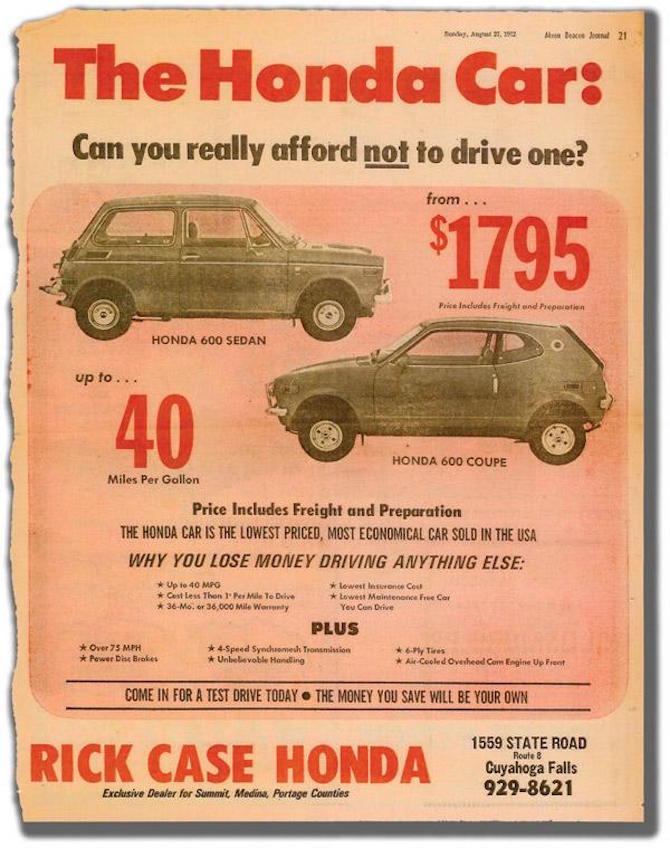 Sunday, August 27, 1972 Akron Beacon Journal 21
The Honda Car:
Can you really afford not to drive one?
from . . .
$1795
Price Includes Freight and Preparation
HONDA 600 SEDAN
up to . . .
40
Miles Per Gallon
HONDA 600 COUPE
Price Includes Freight and Preparation
THE HONDA CAR IS THE LOWEST PRICED, MOST ECONOMICAL CAR SOLD IN THE USA
WHY YOU LOSE MONEY DRIVING ANYTHING ELSE:
★ Up to 40 MPG
★ Cost Less Than 1¢ Per Mile To Drive
★ 36-Mo. or 36,000 Mile Warranty
★ Lowest Insurance Cost
★ Lowest Maintenance Free Car
You Can Drive
PLUS
★ Over 75 MPH
★ Power Disc Brakes
★ 4-Speed Synchromesh Transmission
★ Unbelievable Handling
★ 6-Ply Tires
★ Air-Cooled Overhead Cam Engine Up Front
COME IN FOR A TEST DRIVE TODAY ● THE MONEY YOU SAVE WILL BE YOUR OWN
RICK CASE HONDA
Exclusive Dealer for Summit, Medina, Portage Counties
1559 STATE ROAD
Route 8
Cuyahoga Falls
929-8621